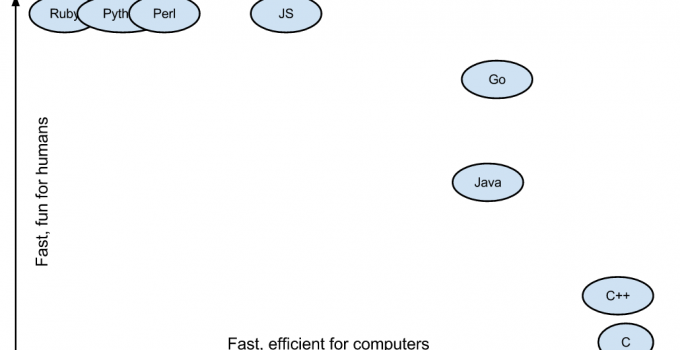 Ruby
Pyth
Perl
JS
Go
Fast, fun for humans
Java
C++
Fast, efficient for computers
C